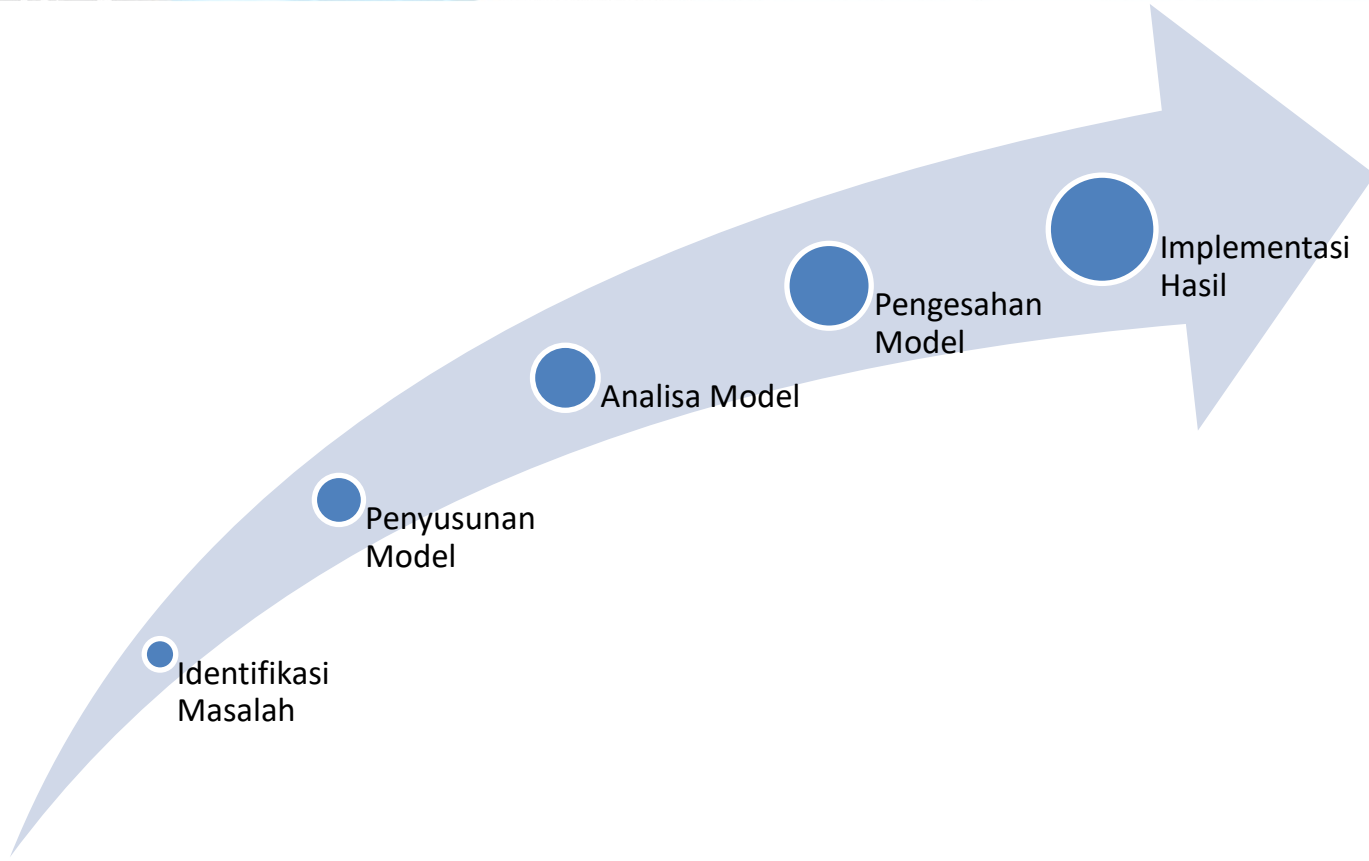 Identifikasi
Masalah
Penyusunan
Model
Analisa Model
Pengesahan
Model
Implementasi
Hasil